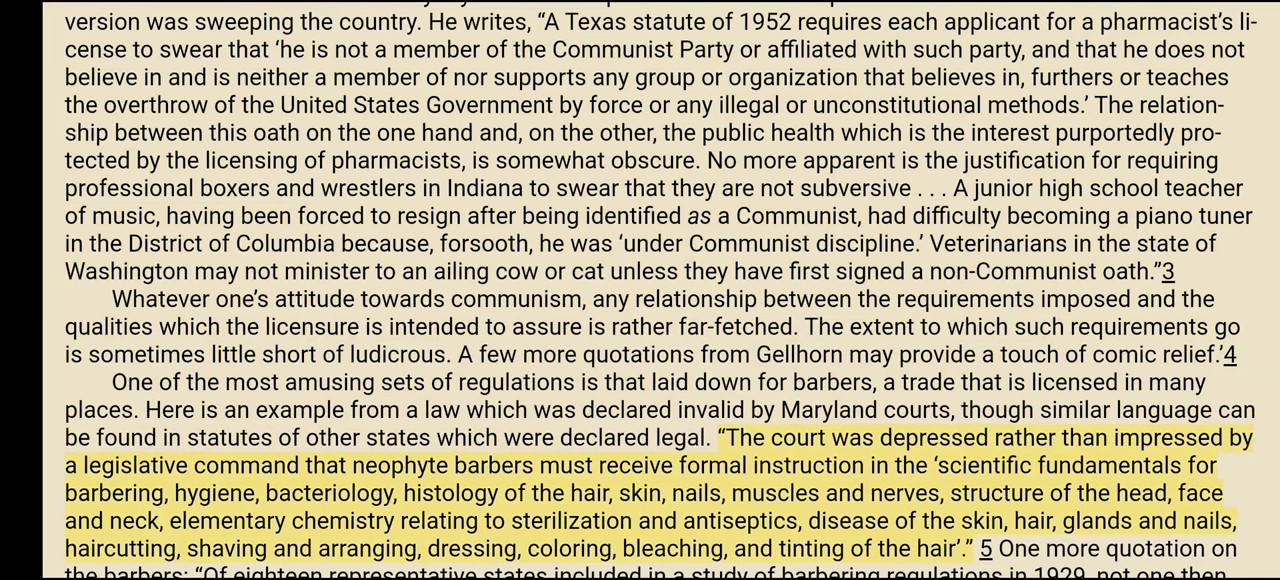 version was sweeping the country. He writes, “A Texas statute of 1952 requires each applicant for a pharmacist’s li-
cense to swear that ‘he is not a member of the Communist Party or affiliated with such party, and that he does not
believe in and is neither a member of nor supports any group or organization that believes in, furthers or teaches
the overthrow of the United States Government by force or any illegal or unconstitutional methods.’ The relation-
ship between this oath on the one hand and, on the other, the public health which is the interest purportedly pro-
tected by the licensing of pharmacists, is somewhat obscure. No more apparent is the justification for requiring
professional boxers and wrestlers in Indiana to swear that they are not subversive . . . A junior high school teacher
of music, having been forced to resign after being identified as a Communist, had difficulty becoming a piano tuner
in the District of Columbia because, forsooth, he was ‘under Communist discipline.’ Veterinarians in the state of
Washington may not minister to an ailing cow or cat unless they have first signed a non-Communist oath.”3
Whatever one’s attitude towards communism, any relationship between the requirements imposed and the
qualities which the licensure is intended to assure is rather far-fetched. The extent to which such requirements go
is sometimes little short of ludicrous. A few more quotations from Gellhorn may provide a touch of comic relief.’4
One of the most amusing sets of regulations is that laid down for barbers, a trade that is licensed in many
places. Here is an example from a law which was declared invalid by Maryland courts, though similar language can
be found in statutes of other states which were declared legal. “The court was depressed rather than impressed by
a legislative command that neophyte barbers must receive formal instruction in the ‘scientific fundamentals for
barbering, hygiene, bacteriology, histology of the hair, skin, nails, muscles and nerves, structure of the head, face
and neck, elementary chemistry relating to sterilization and antiseptics, disease of the skin, hair, glands and nails,
haircutting, shaving and arranging, dressing, coloring, bleaching, and tinting of the hair’.” 5 One more quotation on
the barbers: “Of eighteen representative states included in a study of barbering regulations in 1929, not one then